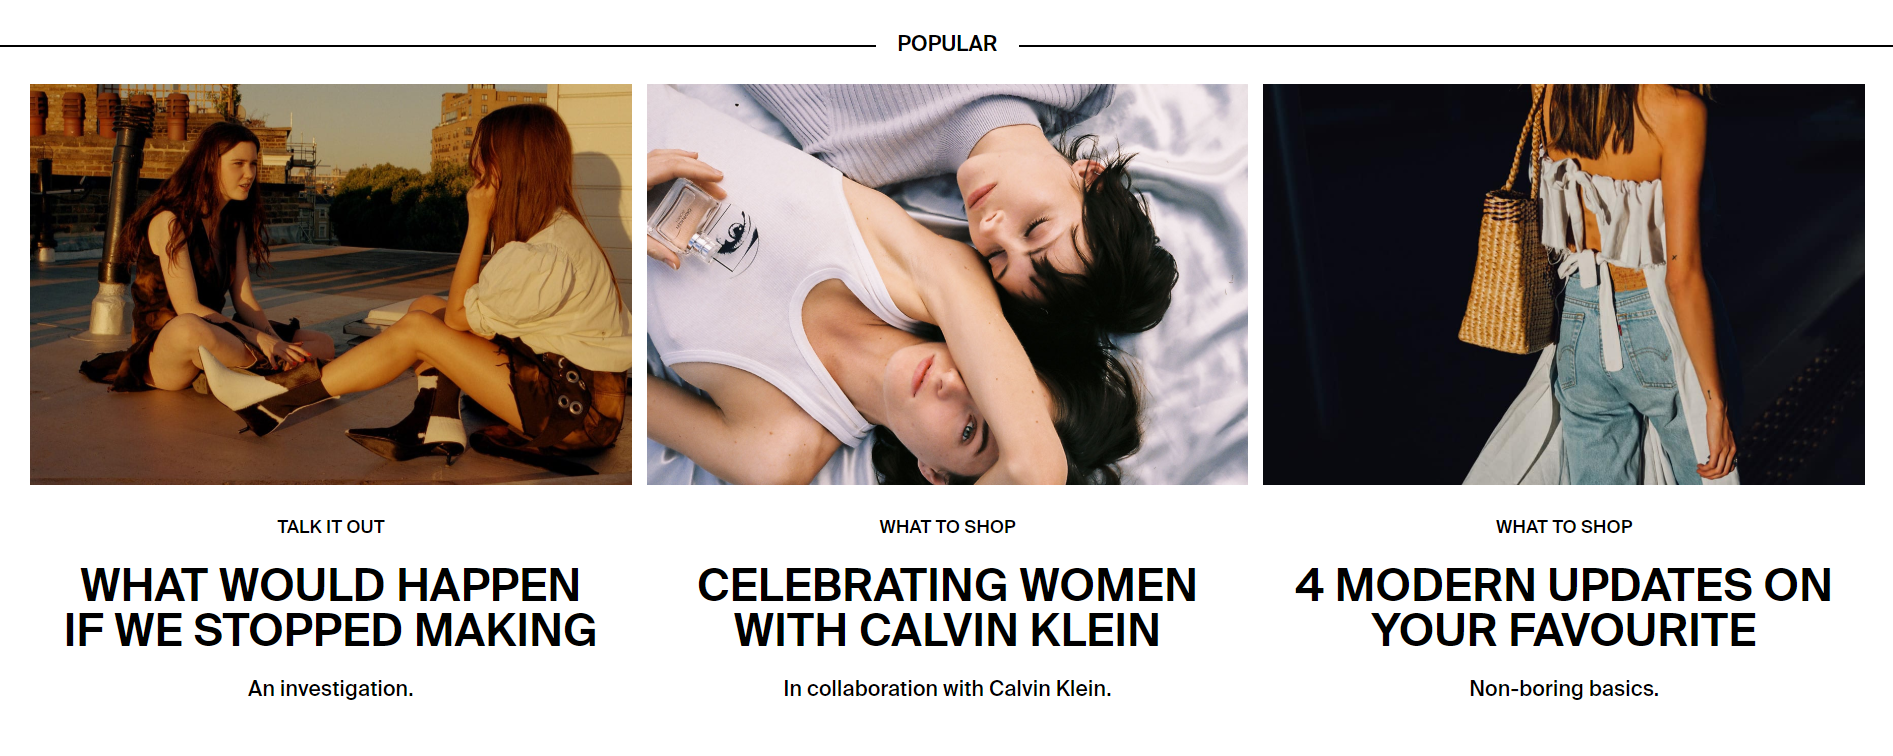 POPULAR
TALK IT OUT
WHAT WOULD HAPPEN
IF WE STOPPED MAKING
An investigation.
WHAT TO SHOP
CELEBRATING WOMEN
WITH CALVIN KLEIN
In collaboration with Calvin Klein.
WHAT TO SHOP
4 MODERN UPDATES ON
YOUR FAVOURITE
Non-boring basics.